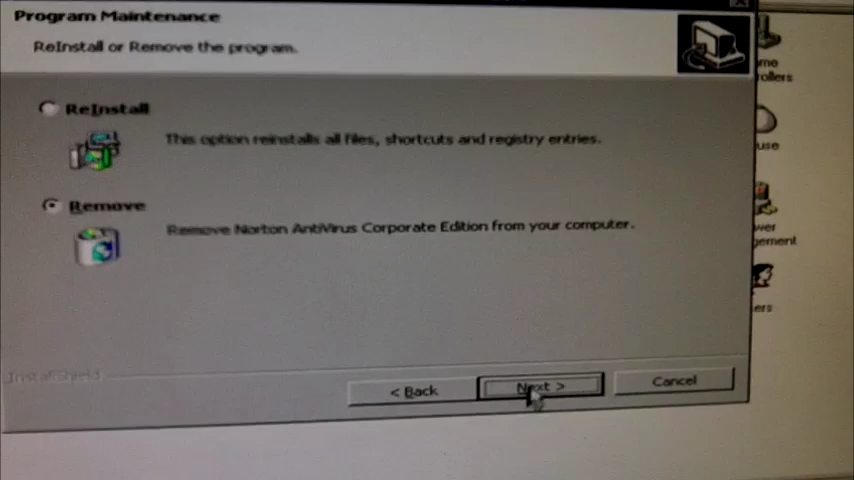 Program Maintenance
ReInstall or Remove the program.
ReInstall
This option reinstalls all files, shortcuts and registry entries.
Remove
Remove Norton AntiVirus Corporate Edition from your computer.
InstallShield
< Back
Next >
Cancel